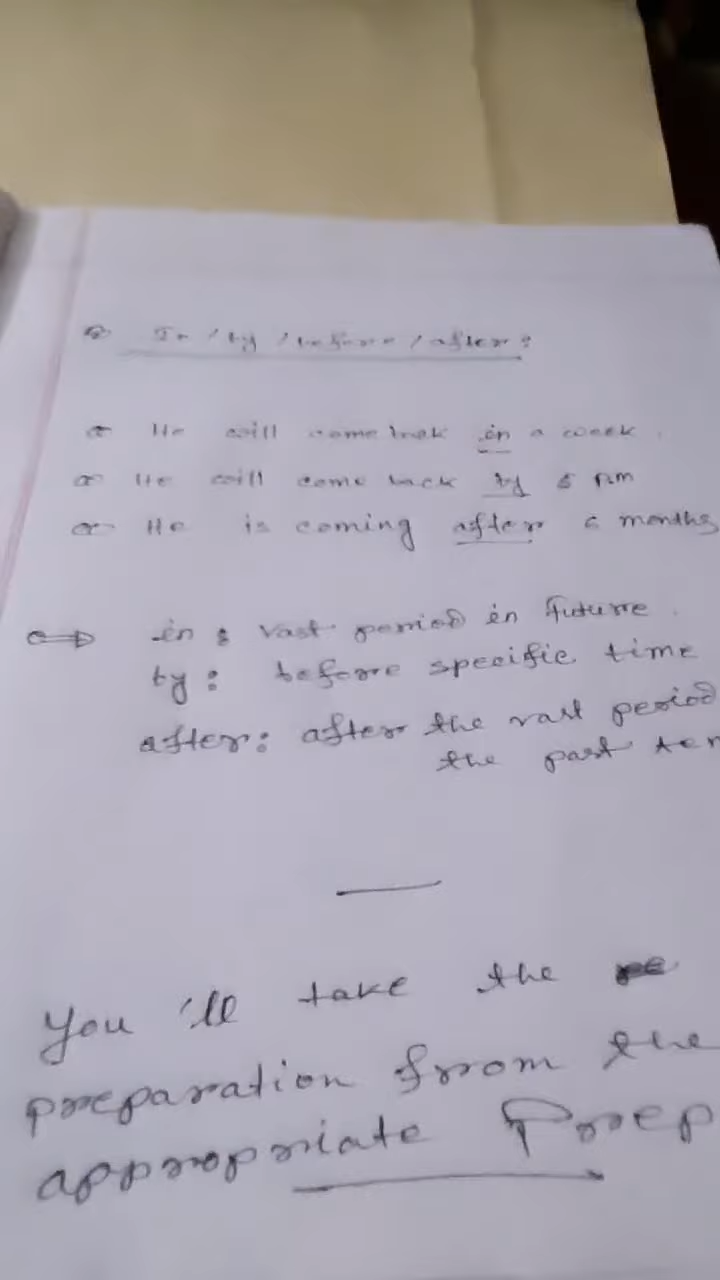 In / by / before / after :
He will come back in a week.
He will come back by 5 pm
He is coming after 6 months
in : vast period in future.
by : before specific time
after : after the vast period
the past ten
You'll take the
preparation from the
appropriate Prep